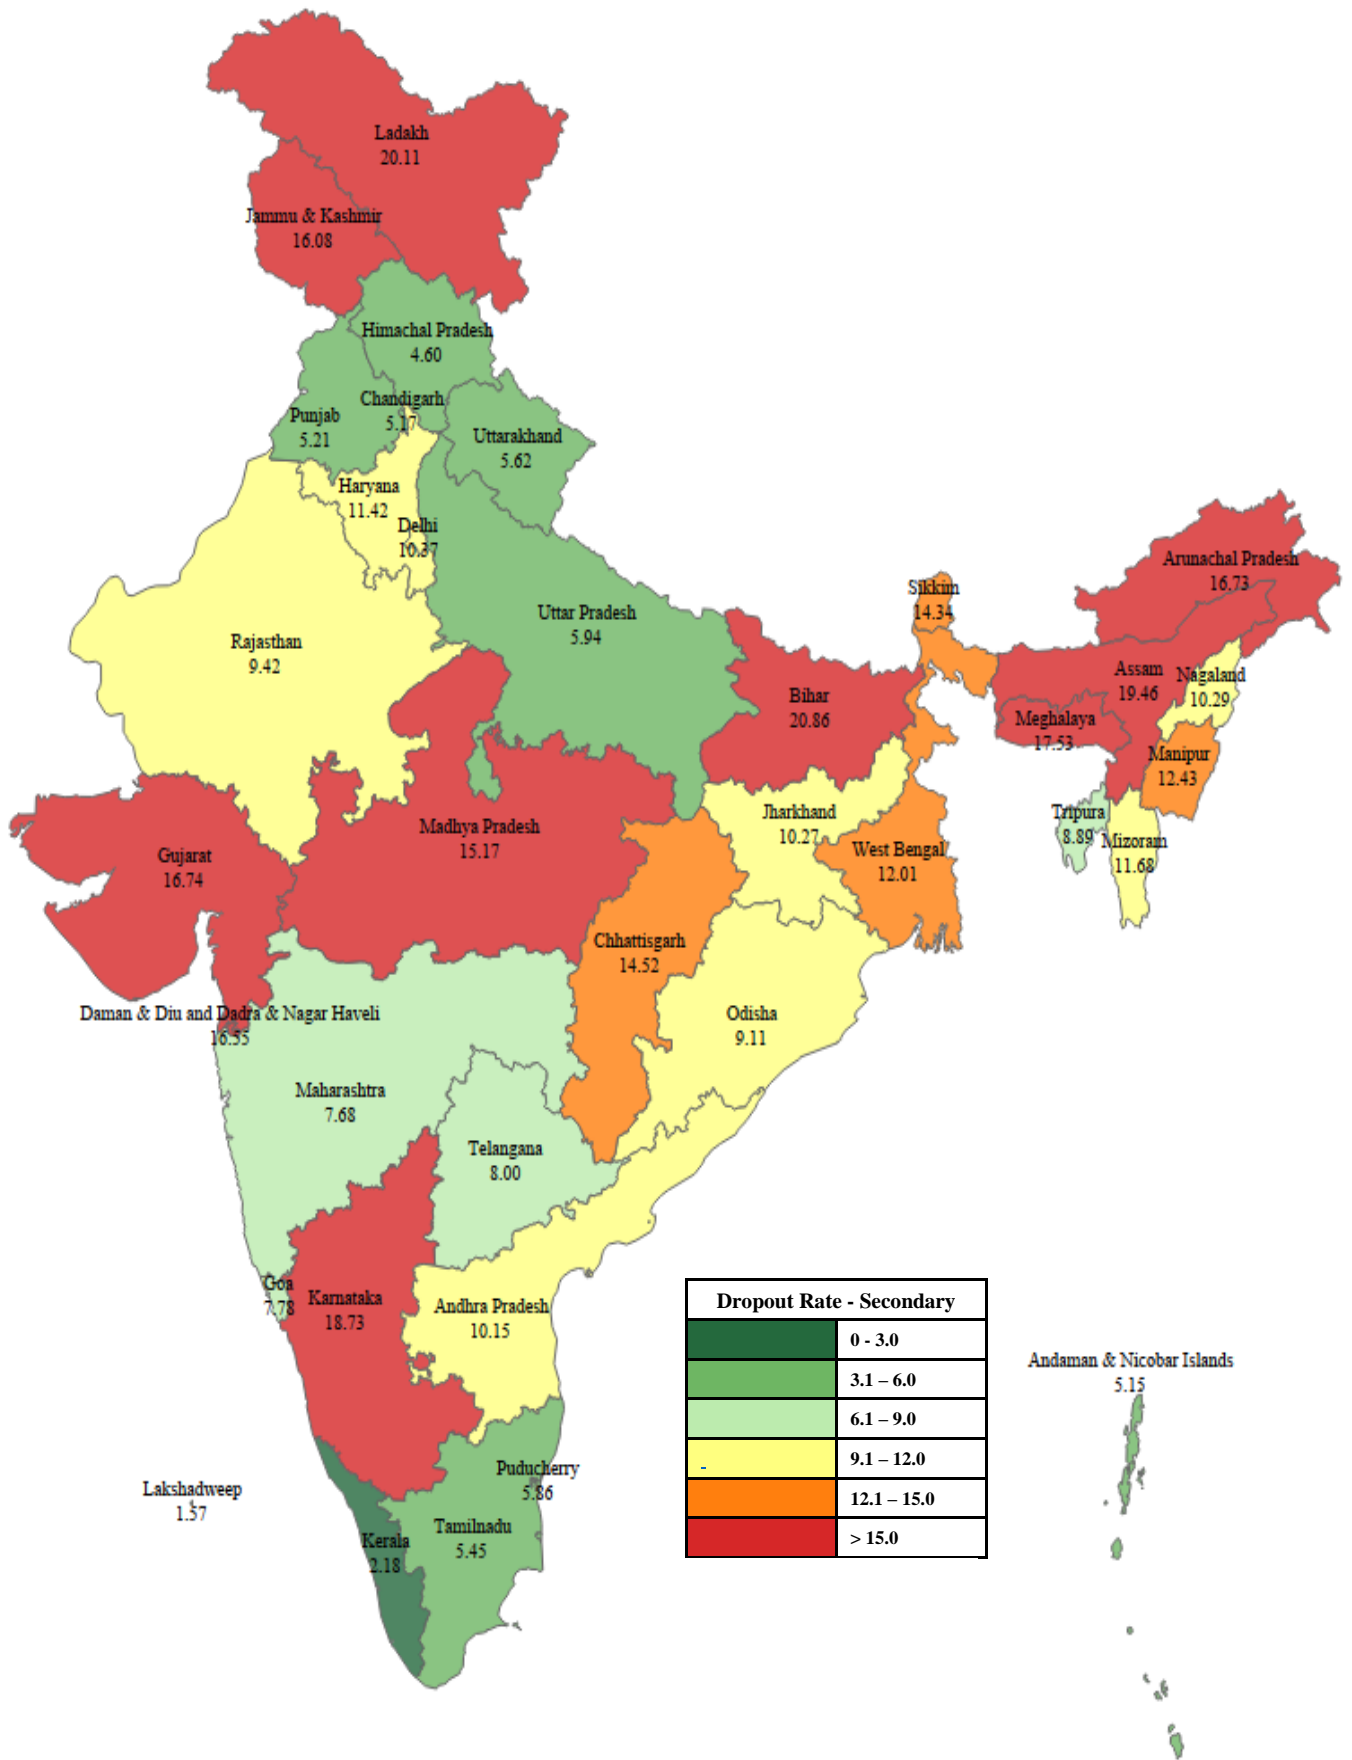 Ladakh
20.11
Jammu & Kashmir
16.08
Himachal Pradesh
4.60
Chandigarh
5.17
Punjab
5.21
Uttarakhand
5.62
Haryana
11.42
Delhi
10.37
Arunachal Pradesh
16.73
Sikkim
14.34
Uttar Pradesh
5.94
Rajasthan
9.42
Assam
19.46
Nagaland
10.29
Bihar
20.86
Meghalaya
17.53
Manipur
12.43
Jharkhand
10.27
Tripura
8.89
Mizoram
11.68
Madhya Pradesh
15.17
West Bengal
12.01
Gujarat
16.74
Chhattisgarh
14.52
Odisha
9.11
Daman & Diu and Dadra & Nagar Haveli
16.55
Maharashtra
7.68
Telangana
8.00
Goa
7.78
Karnataka
18.73
Andhra Pradesh
10.15
Dropout Rate - Secondary
0 - 3.0
3.1 – 6.0
6.1 – 9.0
9.1 – 12.0
12.1 – 15.0
> 15.0
Andaman & Nicobar Islands
5.15
Puducherry
5.86
Lakshadweep
1.57
Tamilnadu
5.45
Kerala
2.18